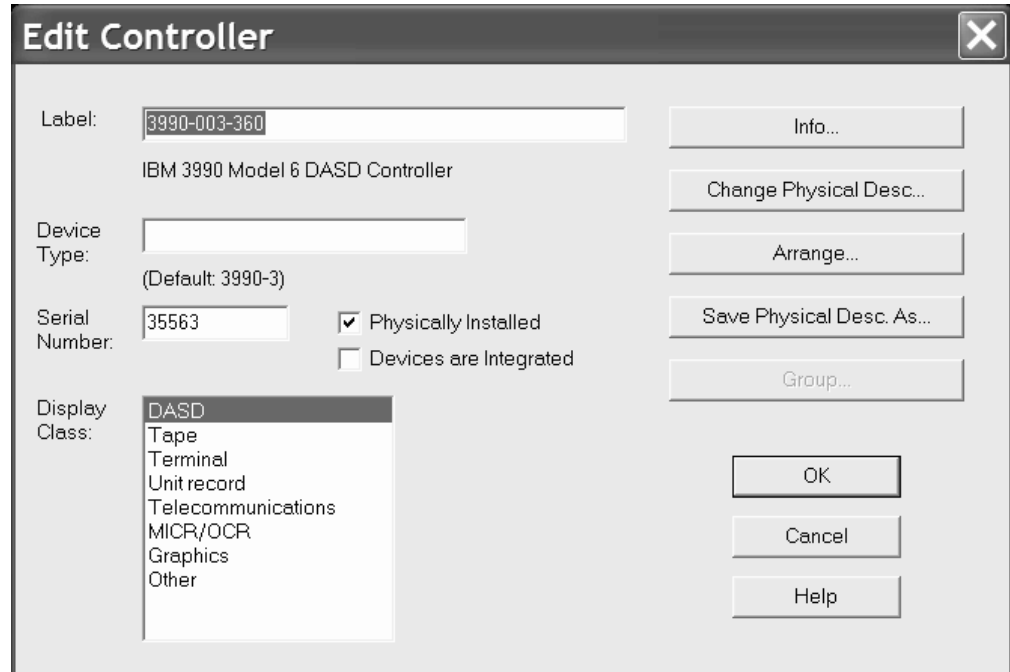 Edit Controller
Label:
3990-003-360
IBM 3990 Model 6 DASD Controller
Device
Type:
(Default: 3990-3)
Serial
Number:
35563
Physically Installed
Devices are Integrated
Display
Class:
DASD
Tape
Terminal
Unit record
Telecommunications
MICR/OCR
Graphics
Other
Info...
Change Physical Desc...
Arrange...
Save Physical Desc. As...
Group...
OK
Cancel
Help